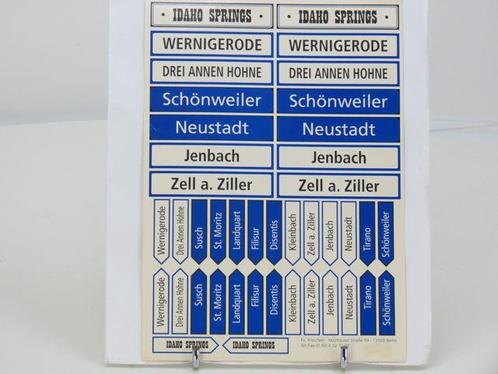 IDAHO SPRINGS IDAHO SPRINGS
WERNIGERODE WERNIGERODE
DREI ANNEN HOHNE DREI ANNEN HOHNE
Schönweiler Schönweiler
Neustadt Neustadt
Jenbach Jenbach
Zell a. Ziller Zell a. Ziller
Wernigerode Drei Annen Hohne Susch St. Moritz Landquart Filisur Disentis Kleinbach Zell a. Ziller Jenbach Neustadt Tirano Schönweiler
Wernigerode Drei Annen Hohne Susch St. Moritz Landquart Filisur Disentis Kleinbach Zell a. Ziller Jenbach Neustadt Tirano Schönweiler
IDAHO SPRINGS IDAHO SPRINGS
Berlin